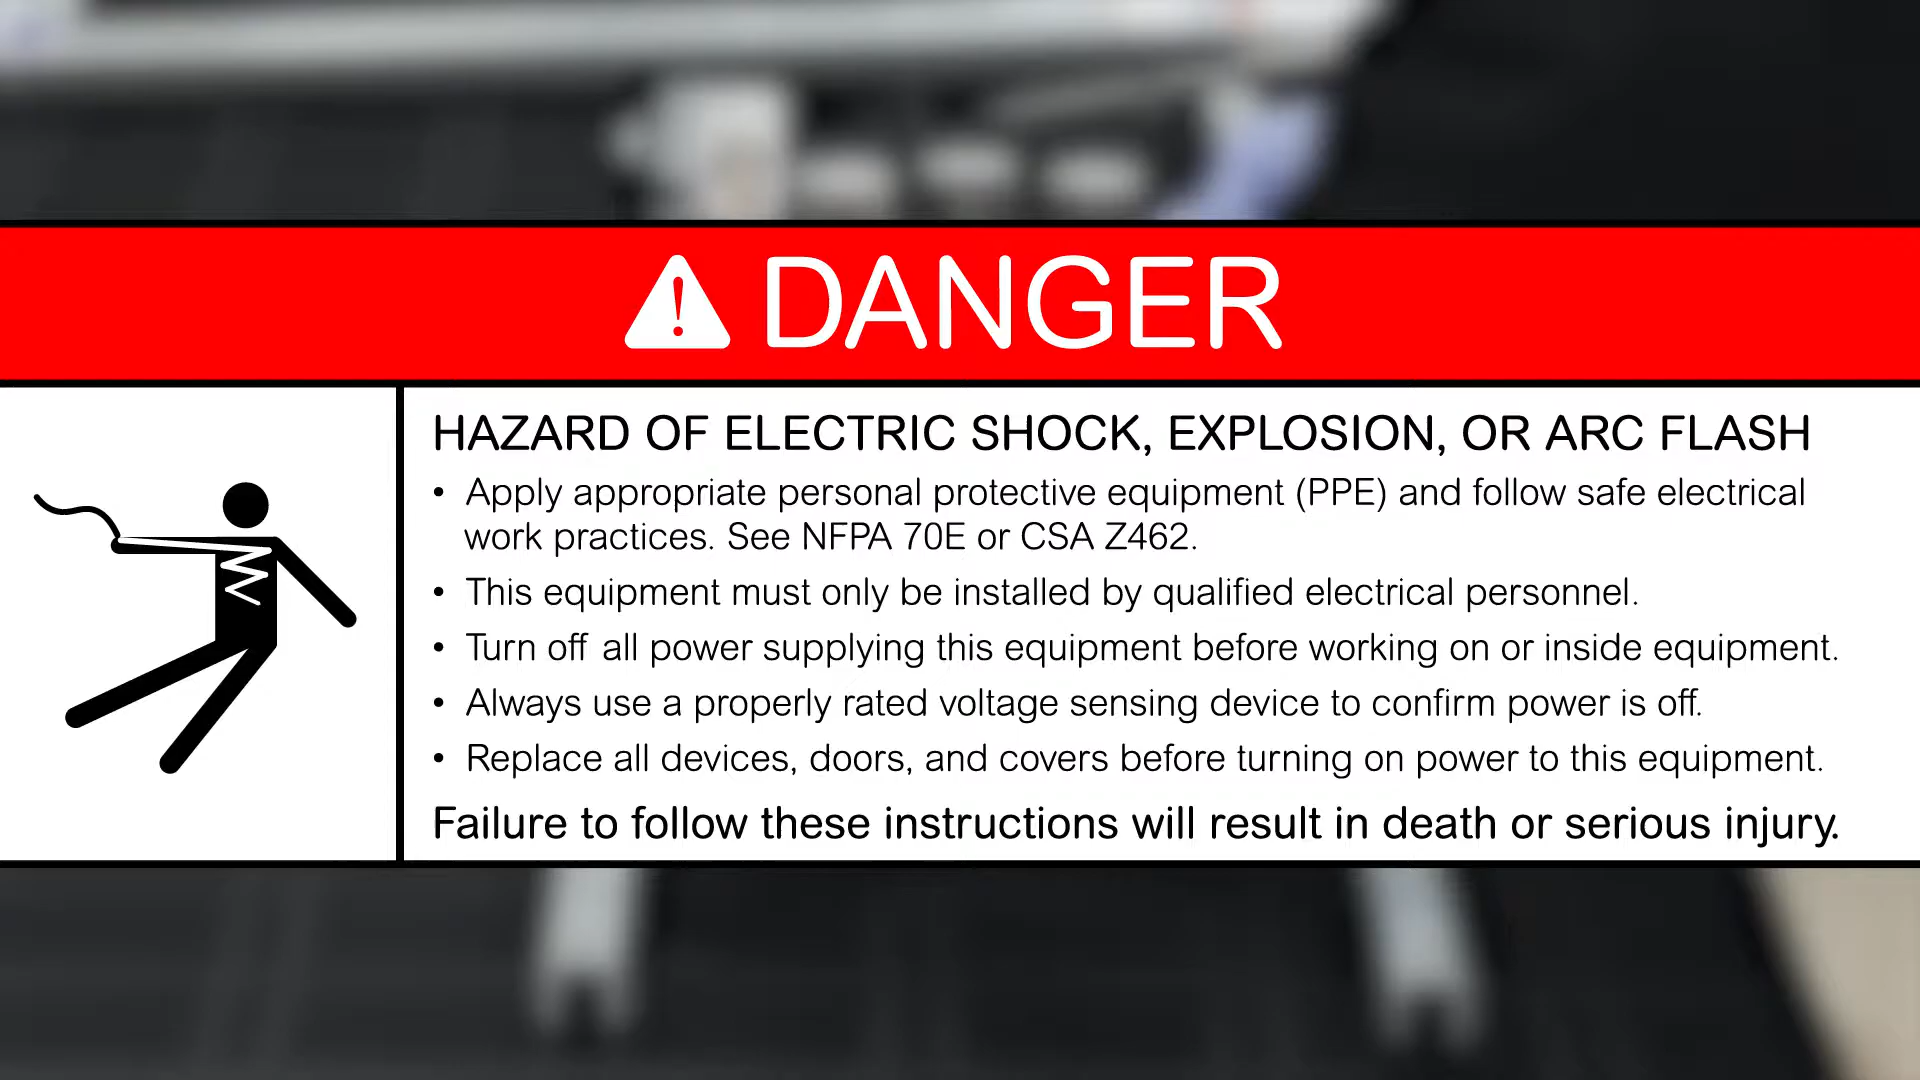 DANGER
HAZARD OF ELECTRIC SHOCK, EXPLOSION, OR ARC FLASH
• Apply appropriate personal protective equipment (PPE) and follow safe electrical
work practices. See NFPA 70E or CSA Z462.
• This equipment must only be installed by qualified electrical personnel.
• Turn off all power supplying this equipment before working on or inside equipment.
• Always use a properly rated voltage sensing device to confirm power is off.
• Replace all devices, doors, and covers before turning on power to this equipment.
Failure to follow these instructions will result in death or serious injury.